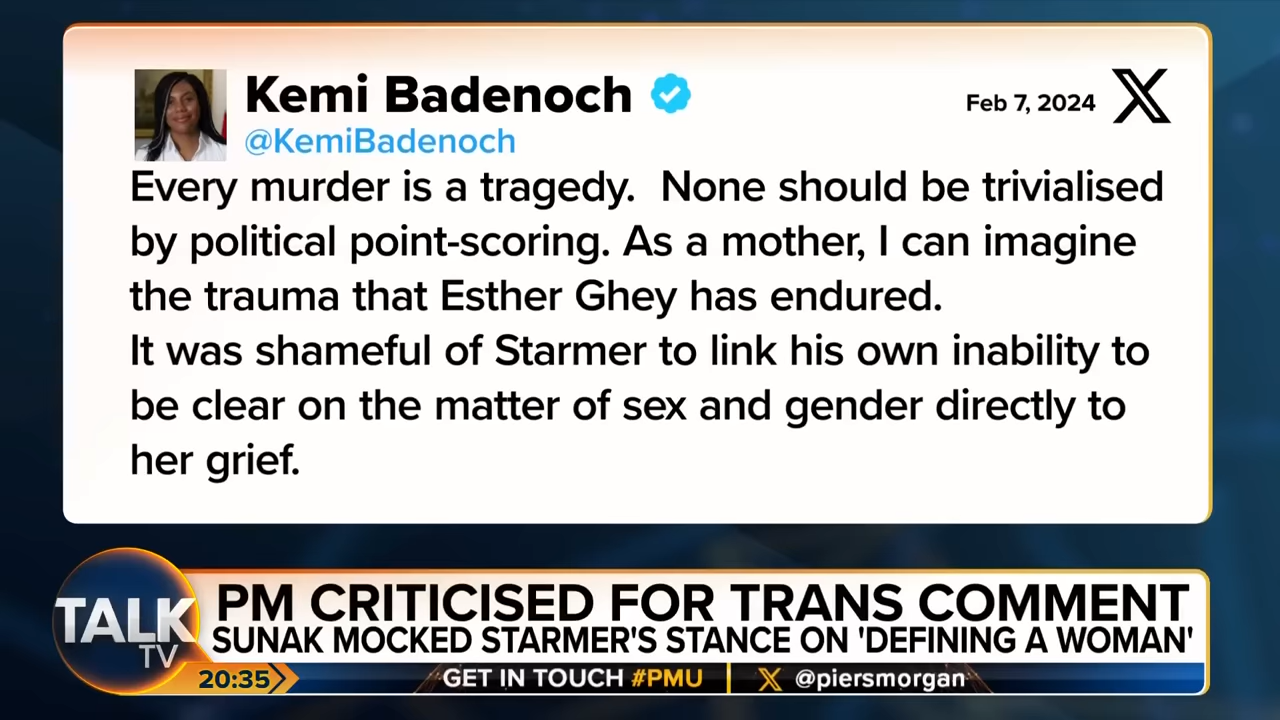 Kemi Badenoch
Feb 7, 2024
@KemiBadenoch
Every murder is a tragedy.  None should be trivialised
by political point-scoring. As a mother, I can imagine
the trauma that Esther Ghey has endured.
It was shameful of Starmer to link his own inability to
be clear on the matter of sex and gender directly to
her grief.
PM CRITICISED FOR TRANS COMMENT
SUNAK MOCKED STARMER'S STANCE ON 'DEFINING A WOMAN'
TALK
TV
20:35
GET IN TOUCH #PMU
X @piersmorgan